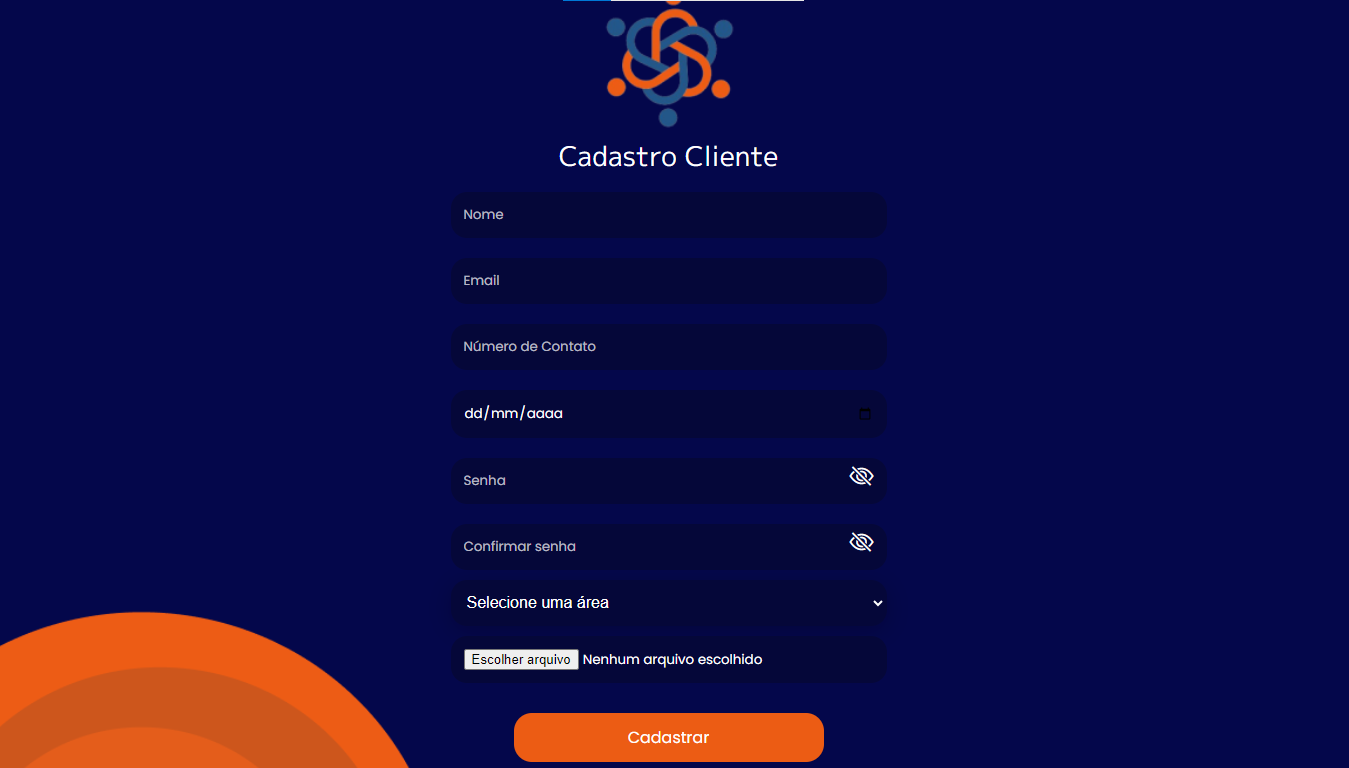 Cadastro Cliente
Nome
Email
Número de Contato
dd/mm/aaaa
Senha
Confirmar senha
Selecione uma área
Escolher arquivo Nenhum arquivo escolhido
Cadastrar